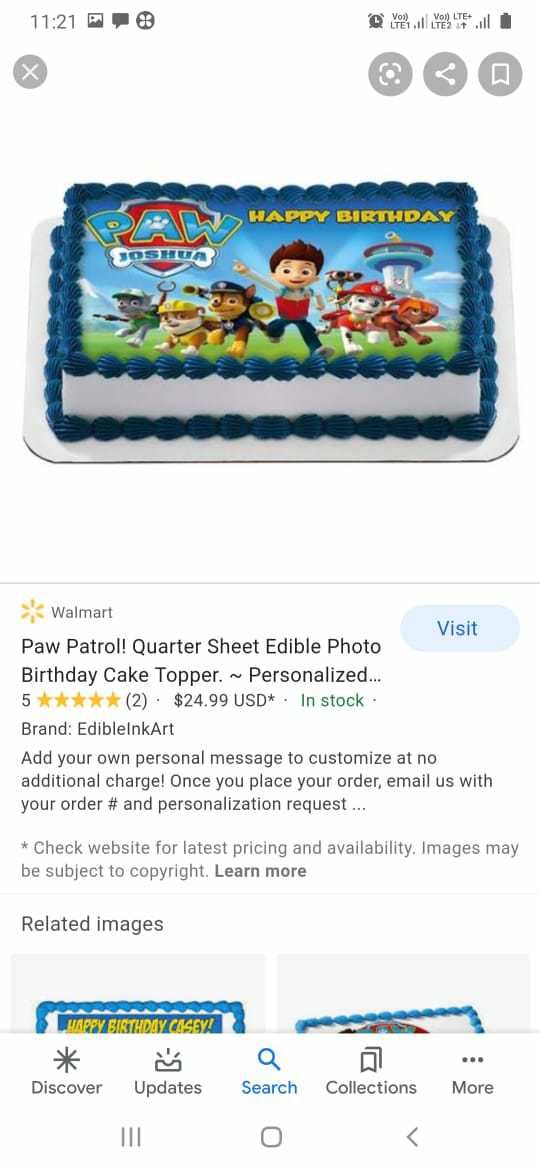 11:21
Vo)) LTE1
Vo)) LTE+ LTE2
PAW
JOSHUA
HAPPY BIRTHDAY
Walmart
Visit
Paw Patrol! Quarter Sheet Edible Photo
Birthday Cake Topper. ~ Personalized...
5 ★★★★★ (2) · $24.99 USD* · In stock ·
Brand: EdibleInkArt
Add your own personal message to customize at no
additional charge! Once you place your order, email us with
your order # and personalization request ...
* Check website for latest pricing and availability. Images may
be subject to copyright. Learn more
Related images
HAPPY BIRTHDAY CASEY!
Discover
Updates
Search
Collections
More